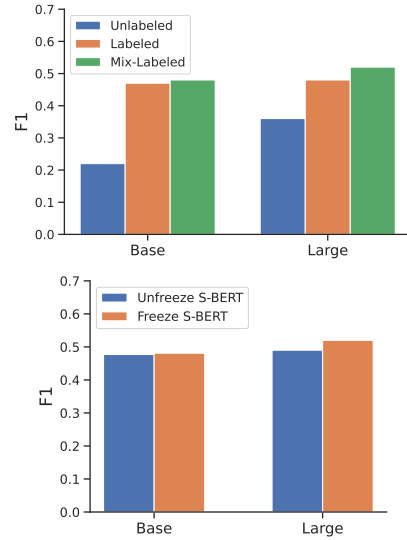 0.7
0.6
0.5
0.4
0.3
0.2
0.1
0.0
F1
Unlabeled
Labeled
Mix-Labeled
Base
Large
0.7
0.6
0.5
0.4
0.3
0.2
0.1
0.0
F1
Unfreeze S-BERT
Freeze S-BERT
Base
Large